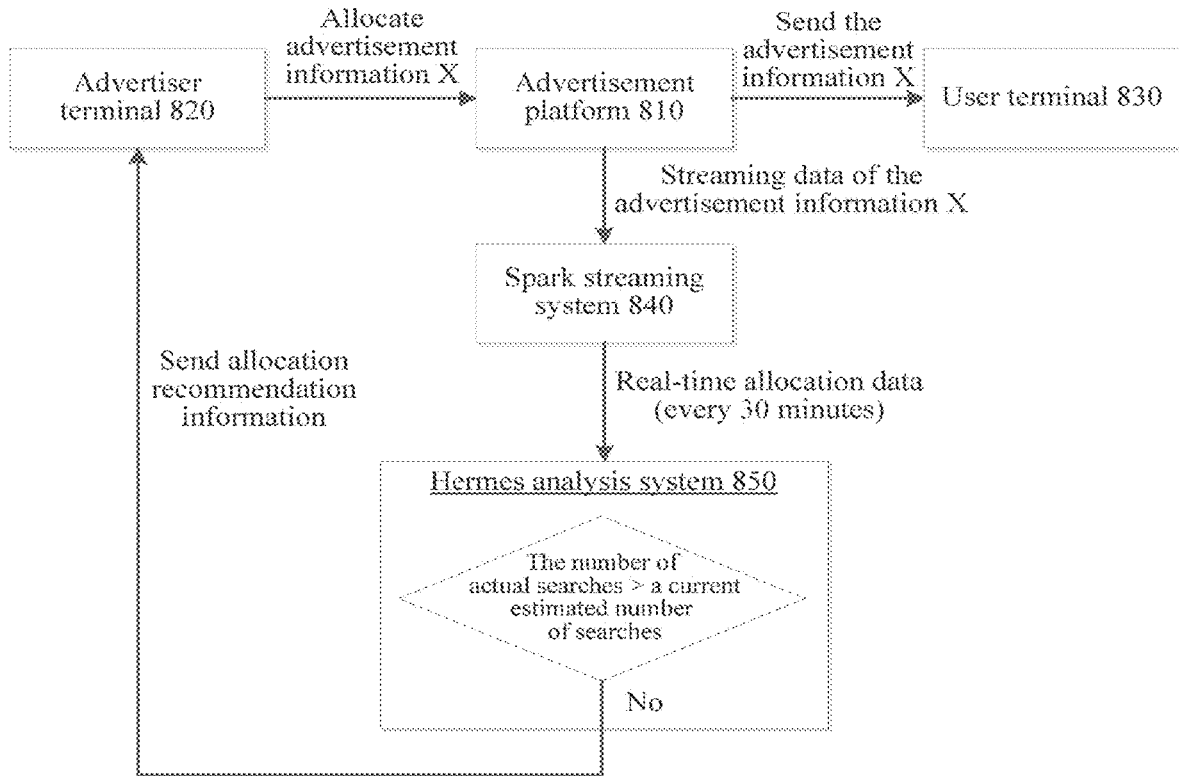 Allocate
advertisement
information X
Send the
advertisement
information X
Advertiser
terminal 820
Advertisement
platform 810
User terminal 830
Streaming data of the
advertisement information X
Spark streaming
system 840
Send allocation
recommendation
information
Real-time allocation data
(every 30 minutes)
Hermes analysis system 850
The number of
actual searches > a current
estimated number
of searches
No